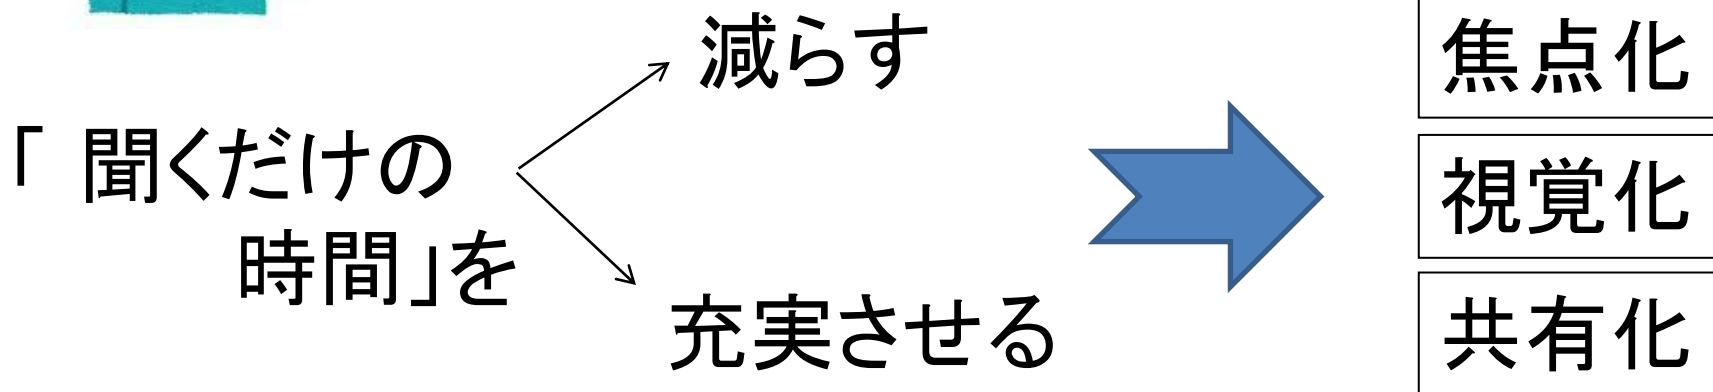 「 聞くだけの
時間」を
減らす
充実させる
焦点化
視覚化
共有化